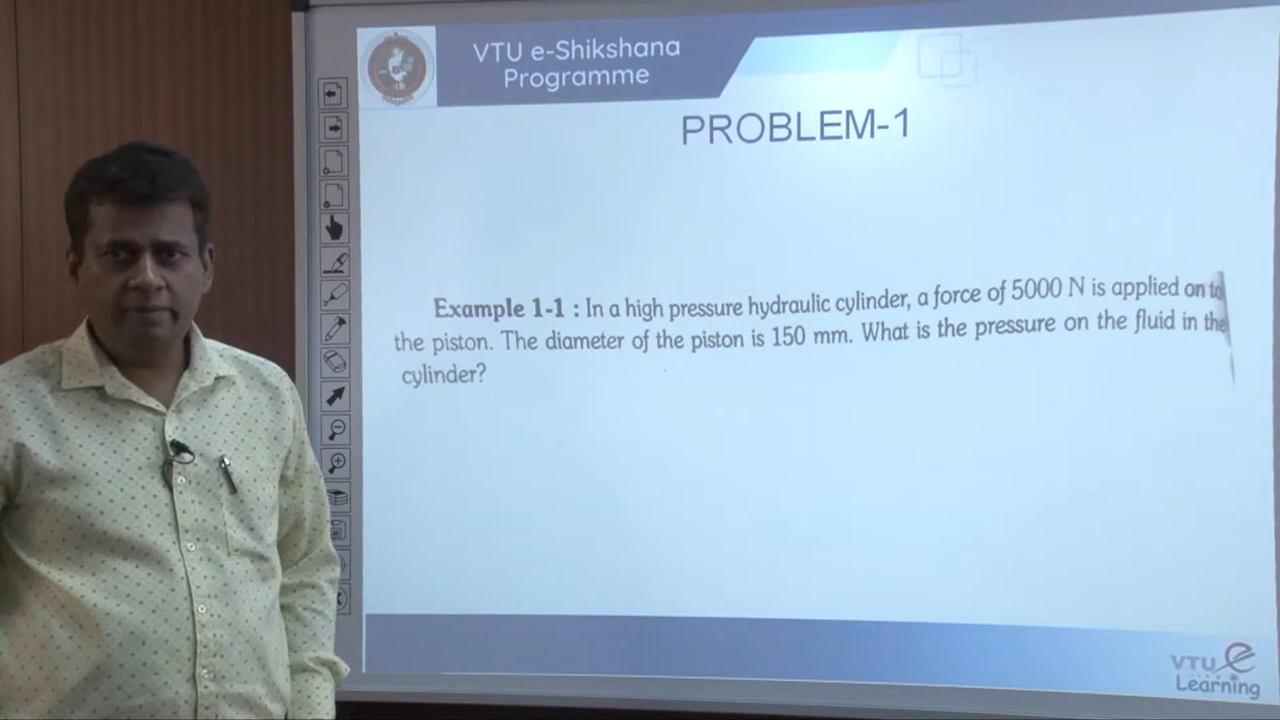 VTU e-Shikshana
Programme
PROBLEM-1
Example 1-1 : In a high pressure hydraulic cylinder, a force of 5000 N is applied on to
the piston. The diameter of the piston is 150 mm. What is the pressure on the fluid in the
cylinder?
VTU e
Learning